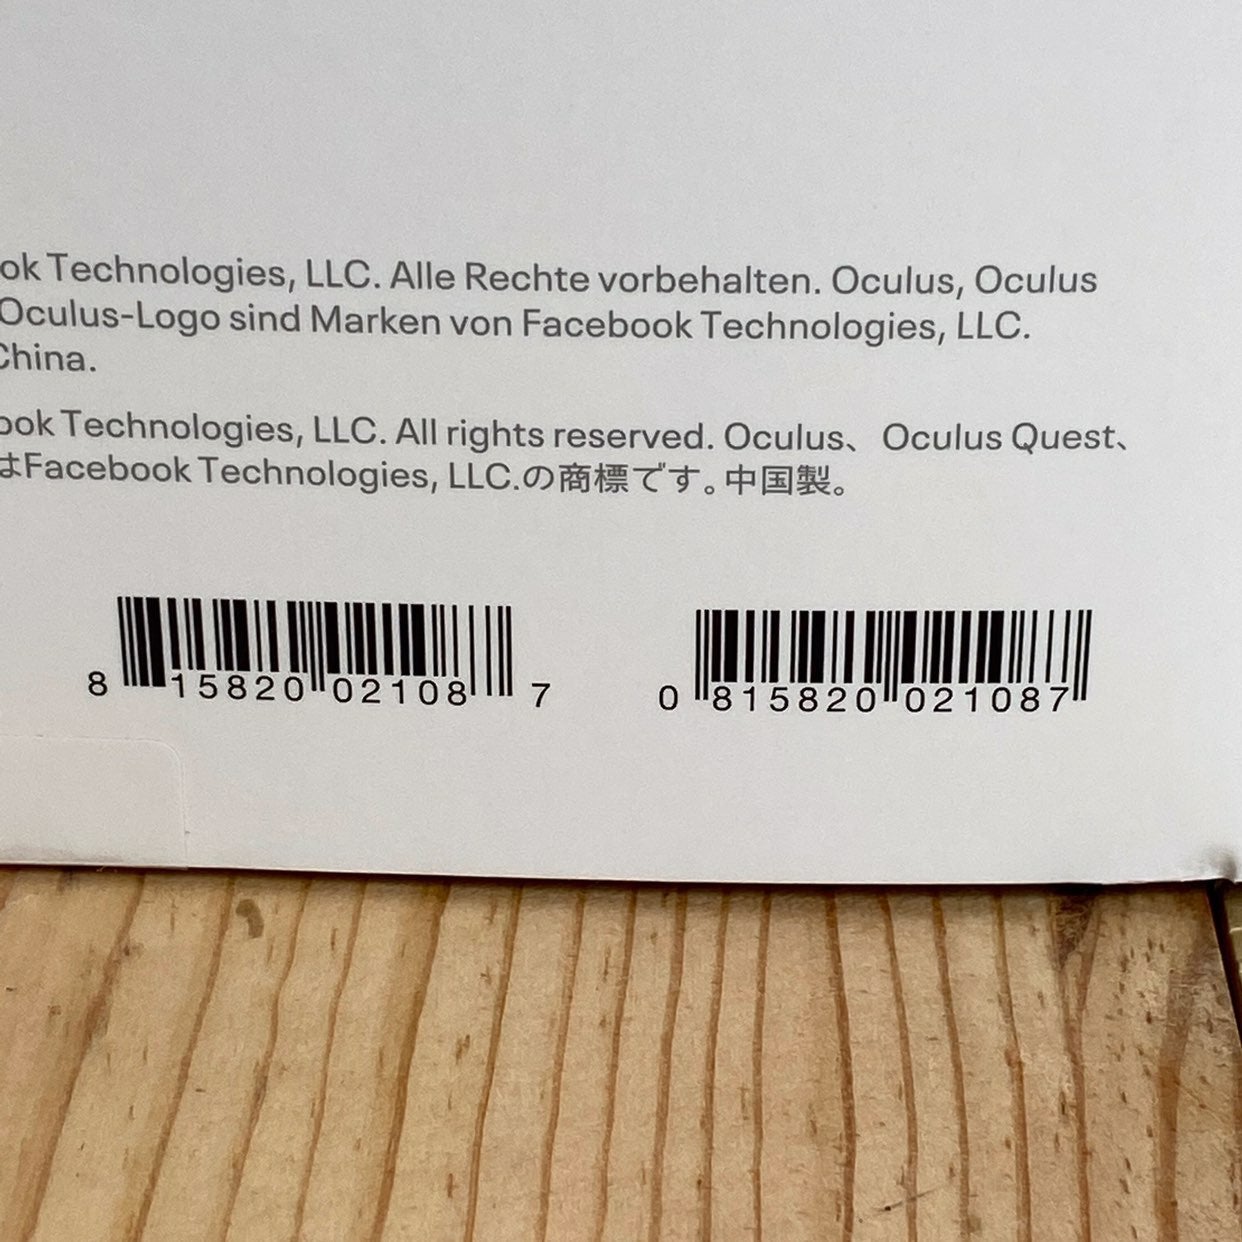 ok Technologies, LLC. Alle Rechte vorbehalten. Oculus, Oculus
Oculus-Logo sind Marken von Facebook Technologies, LLC.
China.
ook Technologies, LLC. All rights reserved. Oculus、Oculus Quest、
はFacebook Technologies, LLC.の商標です。中国製。
8 15820 02108 7
0 815820 021087